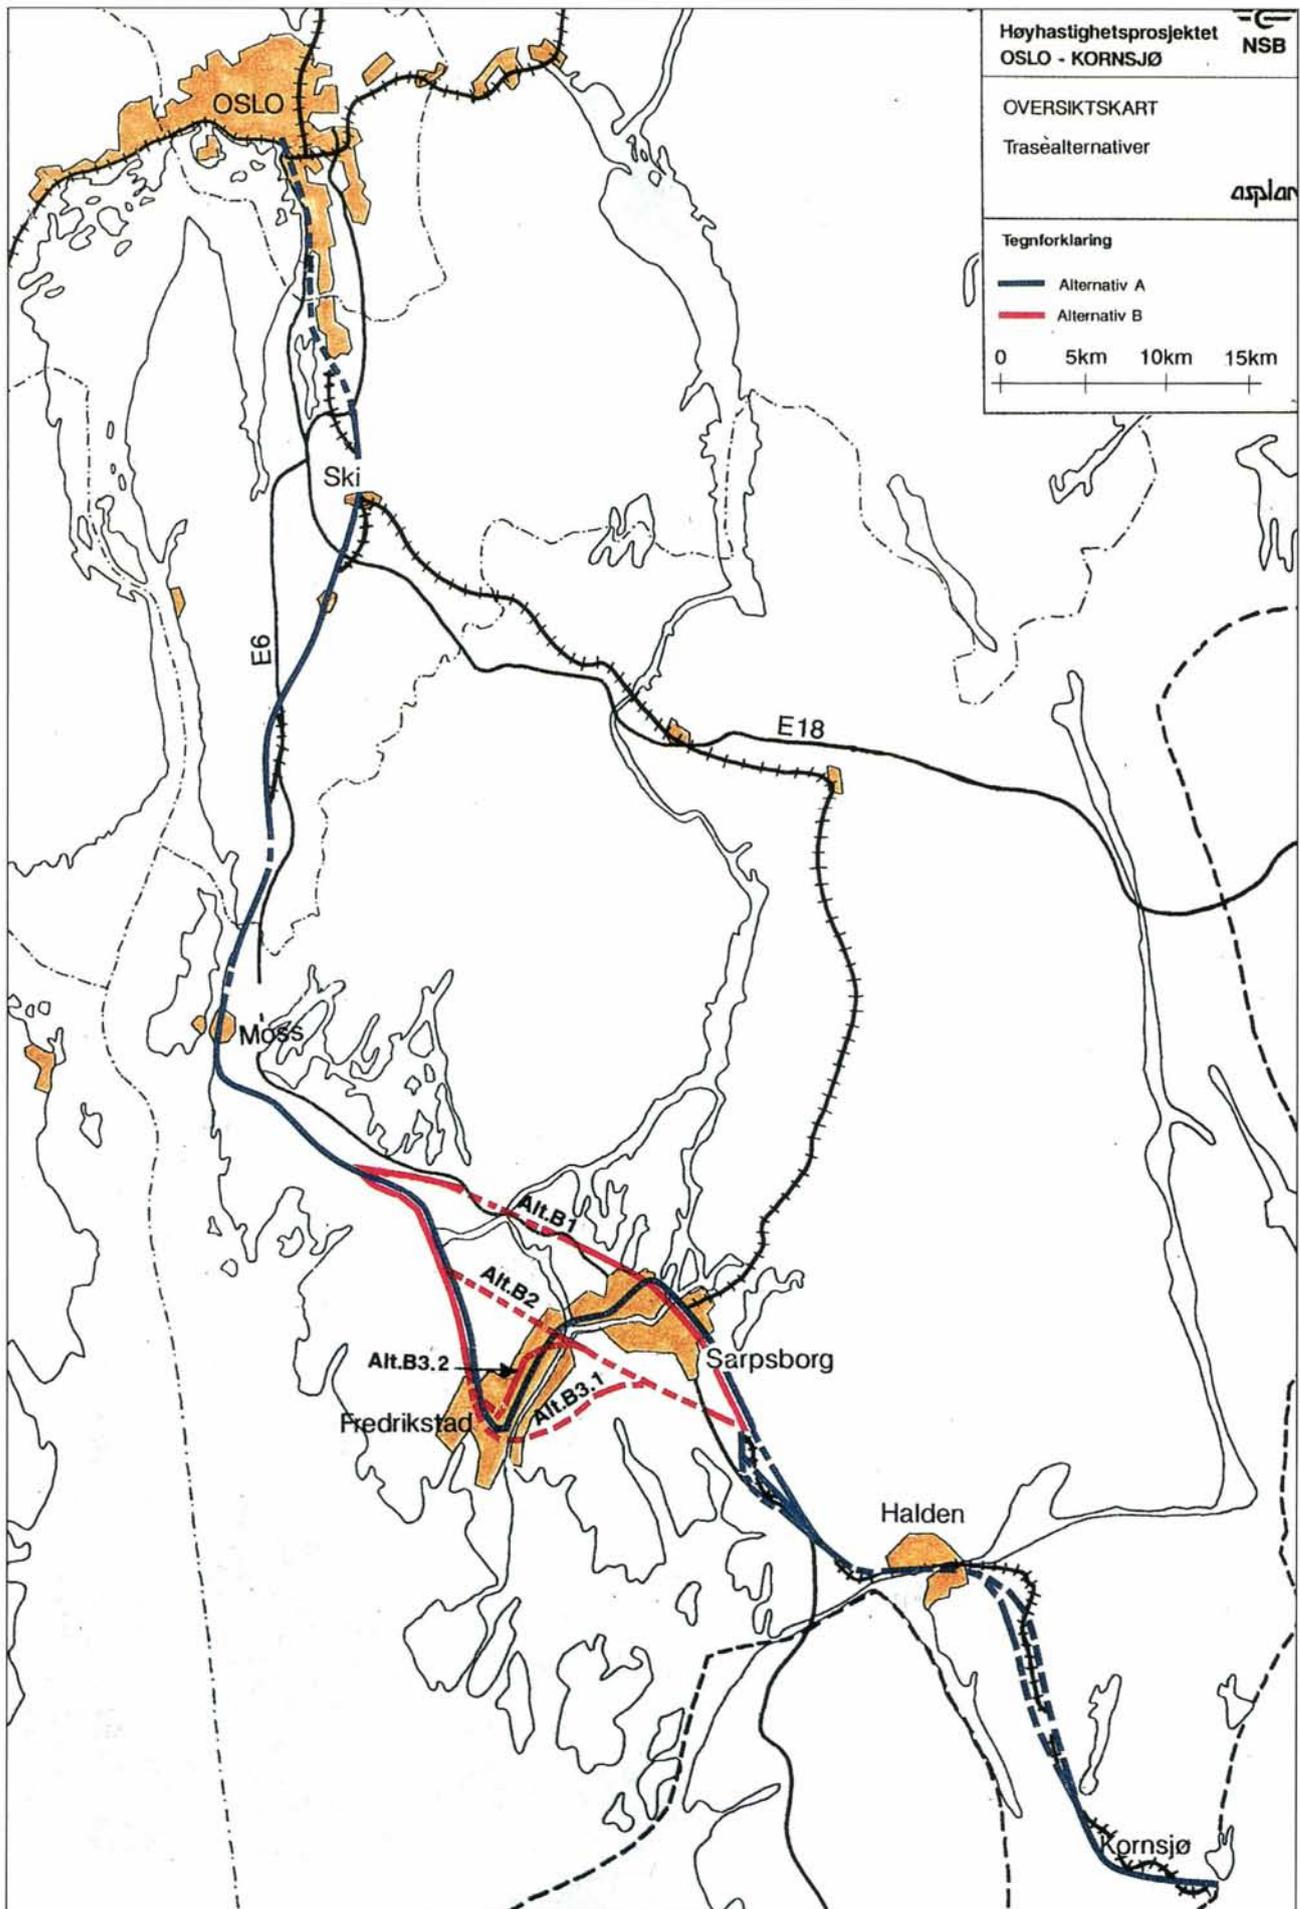 Høyhastighetsprosjektet
OSLO - KORNSJØ
NSB
OVERSIKTSKART
Trasèalternativer
asplan
Tegnforklaring
Alternativ A
Alternativ B
0 5km 10km 15km
OSLO
Ski
E6
E18
Moss
Alt.B1
Alt.B2
Alt.B3.2
Alt.B3.1
Sarpsborg
Fredrikstad
Halden
Kornsjø